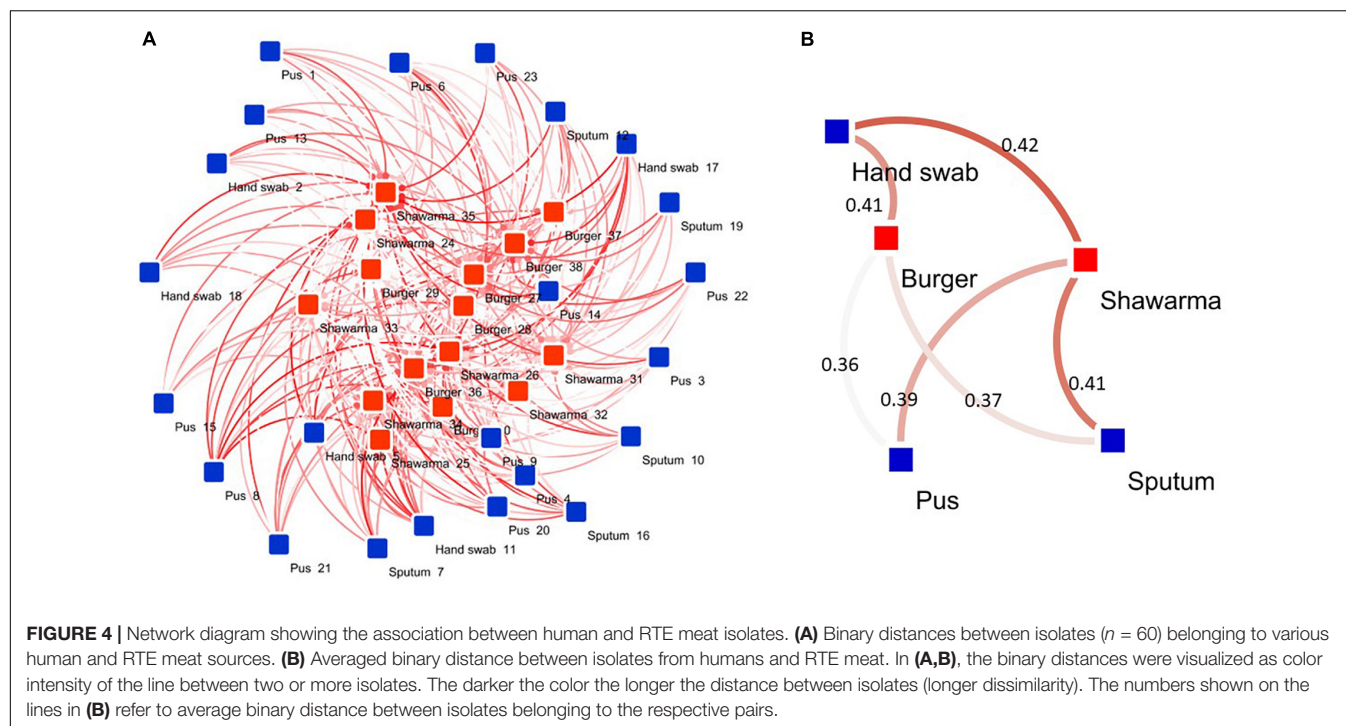 A
B
Pus 1
Pus 6
Pus 23
Pus 13
Sputum 12
Hand swab 17
Hand swab 2
Shawarma 35
Sputum 19
Shawarma 24
Burger 37
Burger 38
Hand swab 18
Burger 29
Burger 27
Pus 22
Pus 14
Shawarma 33
Burger 28
Shawarma 26
Shawarma 31
Pus 3
Burger 36
Pus 15
Shawarma 34
Shawarma 32
Hand swab 5
Shawarma 25
Pus 9
Sputum 10
Pus 8
Pus 4
Pus 20
Sputum 16
Hand swab 11
Pus 21
Sputum 7
0.42
Hand swab
0.41
Burger
Shawarma
0.36
0.39
0.37
0.41
Pus
Sputum
FIGURE 4 | Network diagram showing the association between human and RTE meat isolates. (A) Binary distances between isolates (n = 60) belonging to various
human and RTE meat sources. (B) Averaged binary distance between isolates from humans and RTE meat. In (A,B), the binary distances were visualized as color
intensity of the line between two or more isolates. The darker the color the longer the distance between isolates (longer dissimilarity). The numbers shown on the
lines in (B) refer to average binary distance between isolates belonging to the respective pairs.